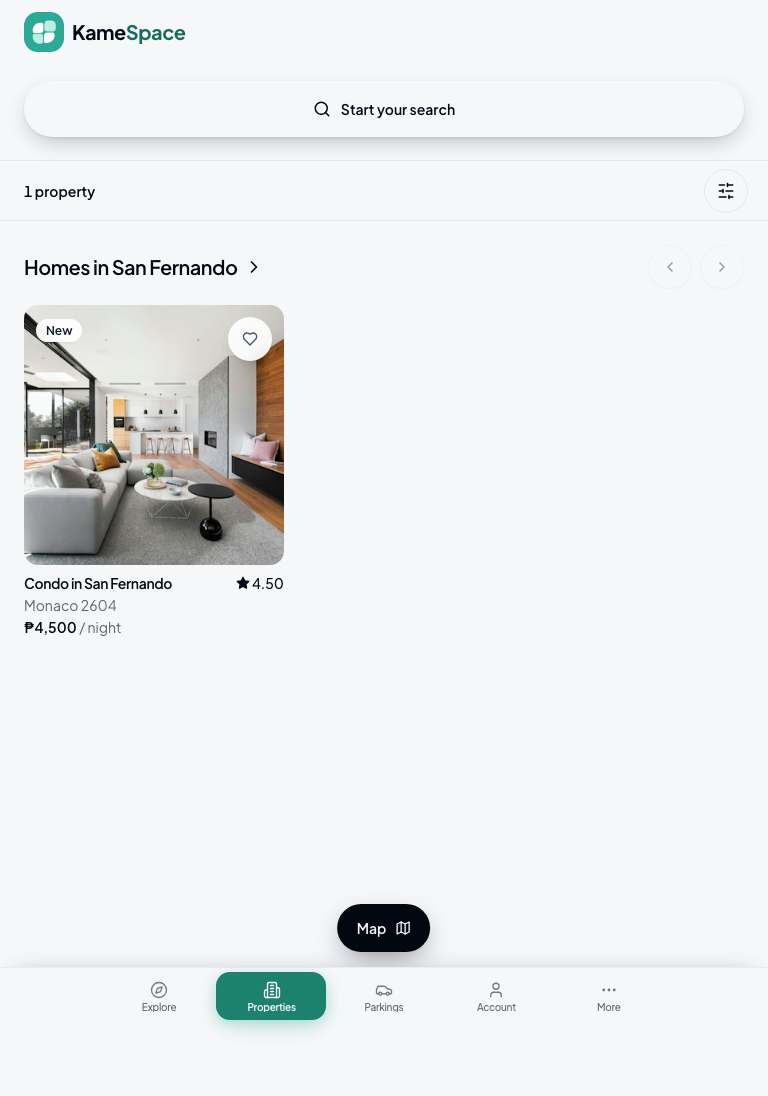 KameSpace
Start your search
1 property
Homes in San Fernando
New
Condo in San Fernando 4.50
Monaco 2604
₱4,500 / night
Map
Explore Properties Parkings Account More